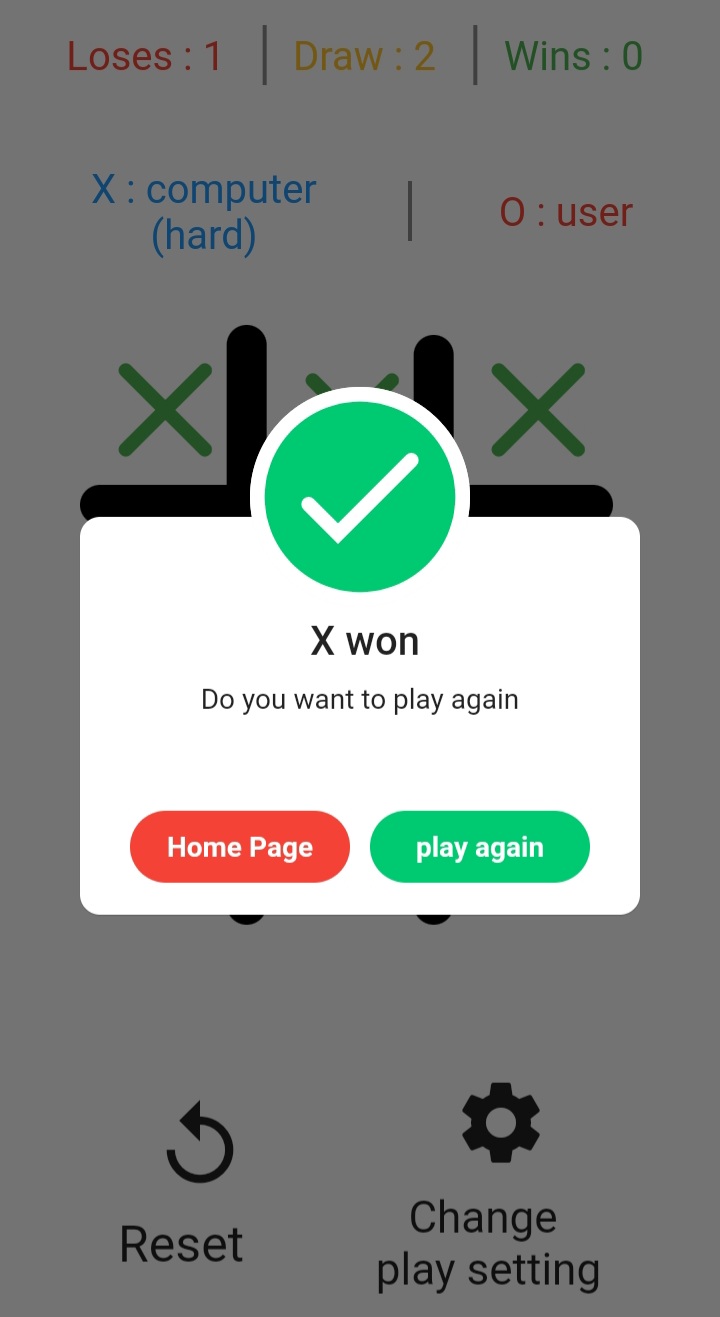 Loses : 1
Draw : 2
Wins : 0
X : computer
(hard)
O : user
X won
Do you want to play again
Home Page
play again
Reset
Change
play setting